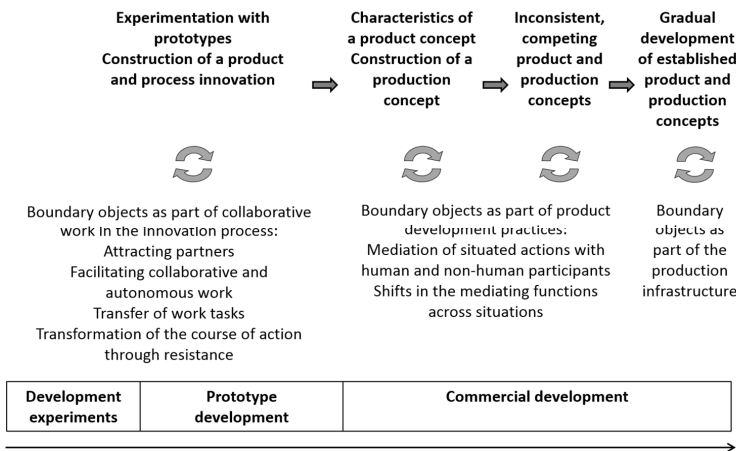 Experimentation with
prototypes
Construction of a product
and process innovation
Characteristics of
a product concept
Construction of a
production
concept
Inconsistent,
competing
product and
production
concepts
Gradual
development
of established
product and
production
concepts
Boundary objects as part of collaborative
work in the innovation process:
Attracting partners
Facilitating collaborative and
autonomous work
Transfer of work tasks
Transformation of the course of action
through resistance
Boundary objects as part of product
development practices:
Mediation of situated actions with
human and non-human participants
Shifts in the mediating functions
across situations
Boundary
objects as
part of the
production
infrastructure
Development
experiments
Prototype
development
Commercial development